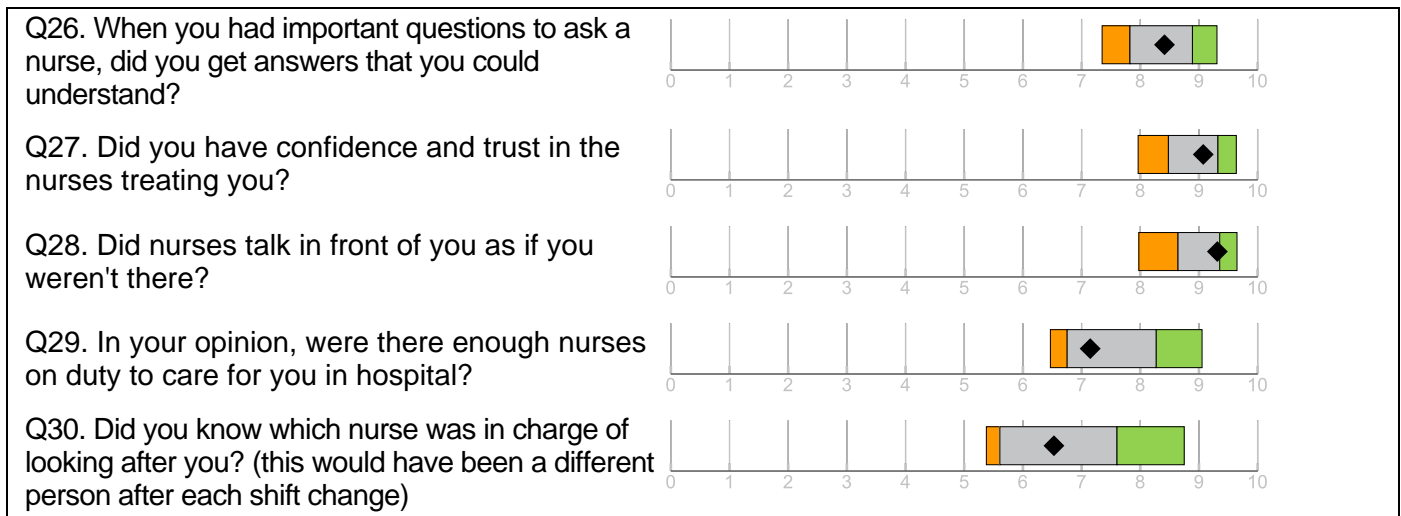 Q26. When you had important questions to ask a
nurse, did you get answers that you could
understand?
0 1 2 3 4 5 6 7 8 9 10
Q27. Did you have confidence and trust in the
nurses treating you?
0 1 2 3 4 5 6 7 8 9 10
Q28. Did nurses talk in front of you as if you
weren't there?
0 1 2 3 4 5 6 7 8 9 10
Q29. In your opinion, were there enough nurses
on duty to care for you in hospital?
0 1 2 3 4 5 6 7 8 9 10
Q30. Did you know which nurse was in charge of
looking after you? (this would have been a different
person after each shift change)
0 1 2 3 4 5 6 7 8 9 10